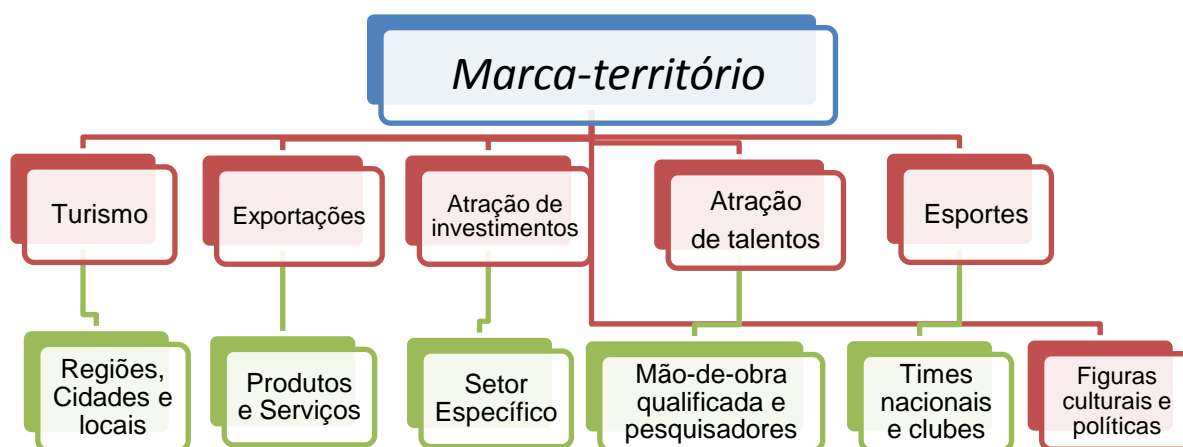 Marca-território
Turismo
Exportações
Atração de
investimentos
Atração
de talentos
Esportes
Regiões,
Cidades e
locais
Produtos
e Serviços
Setor
Específico
Mão-de-obra
qualificada e
pesquisadores
Times
nacionais
e clubes
Figuras
culturais e
políticas